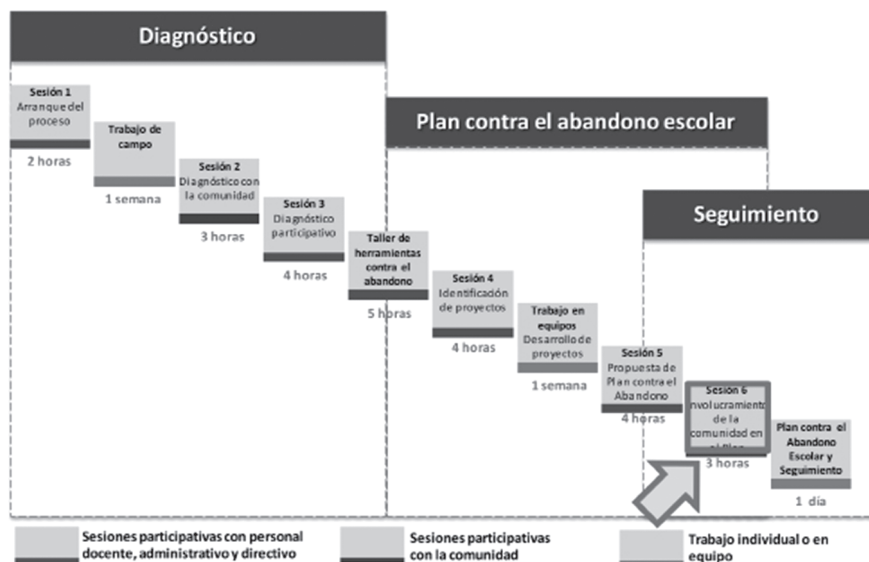 Diagnóstico
Plan contra el abandono escolar
Seguimiento
Sesión 1
Arranque del
proceso
2 horas
Trabajo de
campo
1 semana
Sesión 2
Diagnóstico con
la comunidad
3 horas
Sesión 3
Diagnóstico
participativo
4 horas
Taller de
herramientas
contra el
abandono
5 horas
Sesión 4
Identificación
de proyectos
4 horas
Trabajo en
equipos
Desarrollo de
proyectos
1 semana
Sesión 5
Propuesta de
Plan contra el
Abandono
4 horas
Sesión 6
nvolucramiento
de la
comunidad en
el Plan
3 horas
Plan contra el
Abandono
Escolar y
Seguimiento
1 día
Sesiones participativas con personal
docente, administrativo y directivo
Sesiones participativas
con la comunidad
Trabajo individual o en
equipo